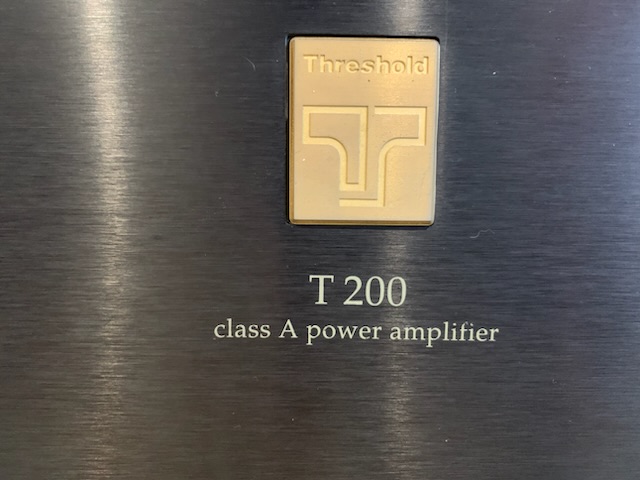 Threshold
T 200
class A power amplifier